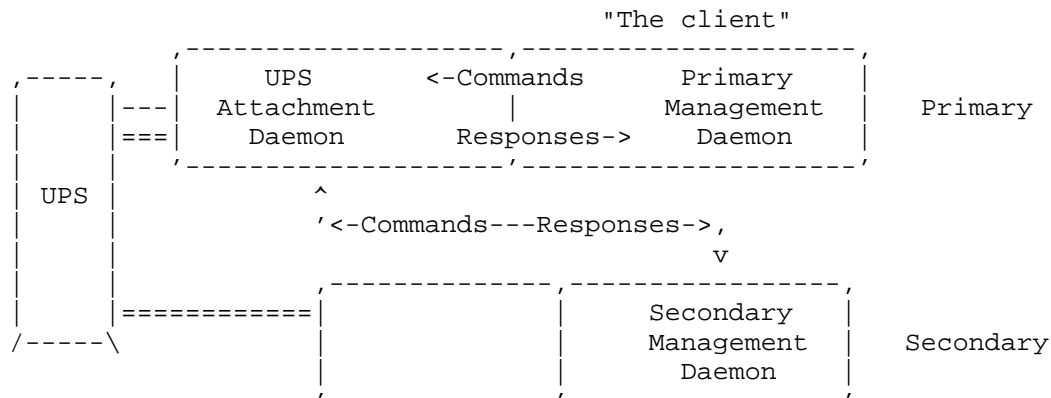 "The client"
UPS <-Commands Primary
Attachment Management Primary
Daemon Responses-> Daemon
UPS
<-Commands---Responses->
Secondary
Management Secondary
Daemon